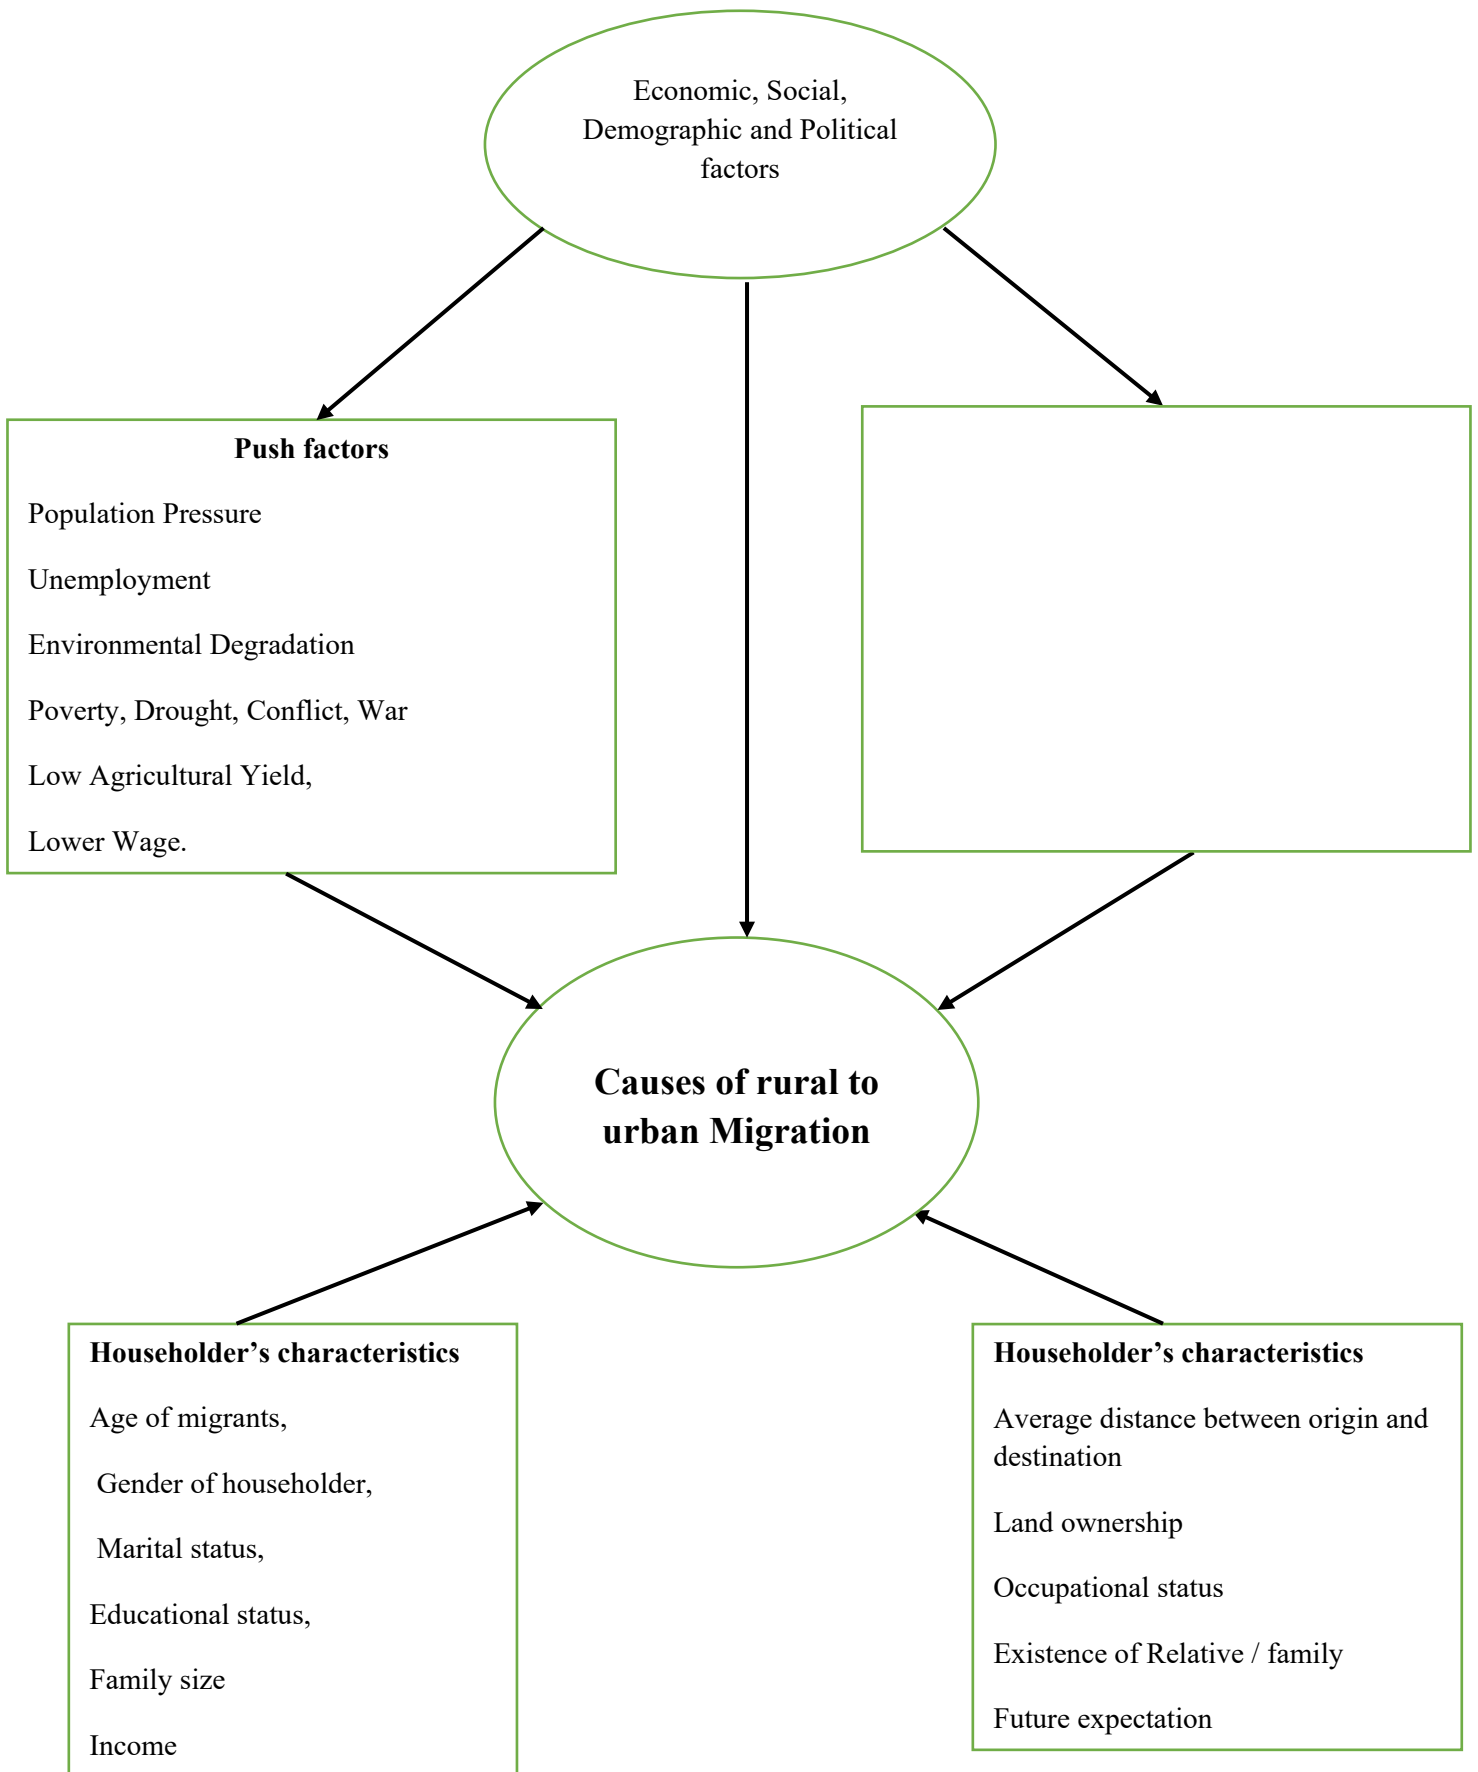 Economic, Social,
Demographic and Political
factors
Push factors
Population Pressure
Unemployment
Environmental Degradation
Poverty, Drought, Conflict, War
Low Agricultural Yield,
Lower Wage.
Causes of rural to
urban Migration
Householder’s characteristics
Age of migrants,
Gender of householder,
Marital status,
Educational status,
Family size
Income
Householder’s characteristics
Average distance between origin and
destination
Land ownership
Occupational status
Existence of Relative / family
Future expectation